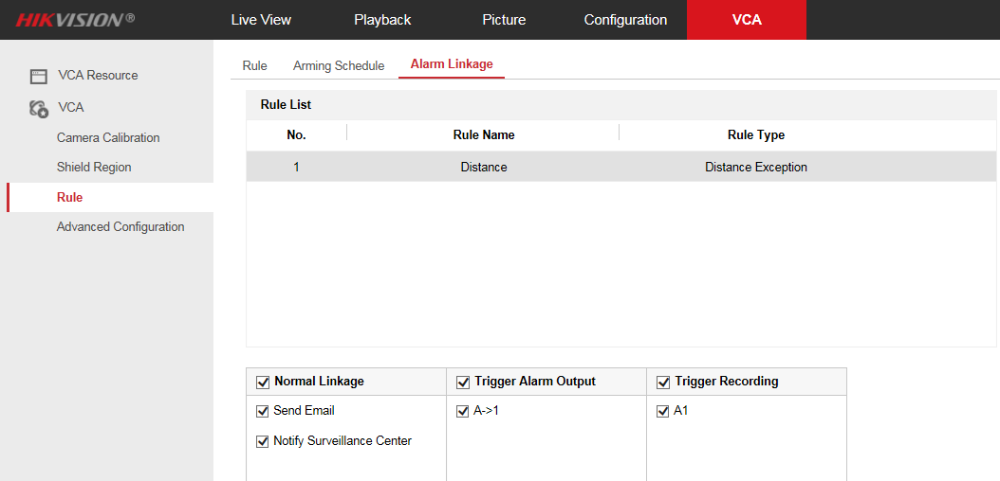 HIKVISION® Live View Playback Picture Configuration VCA
VCA Resource
VCA
Camera Calibration
Shield Region
Rule
Advanced Configuration
Rule Arming Schedule Alarm Linkage
Rule List
No. Rule Name Rule Type
1 Distance Distance Exception
Normal Linkage Trigger Alarm Output Trigger Recording
Send Email A->1 A1
Notify Surveillance Center